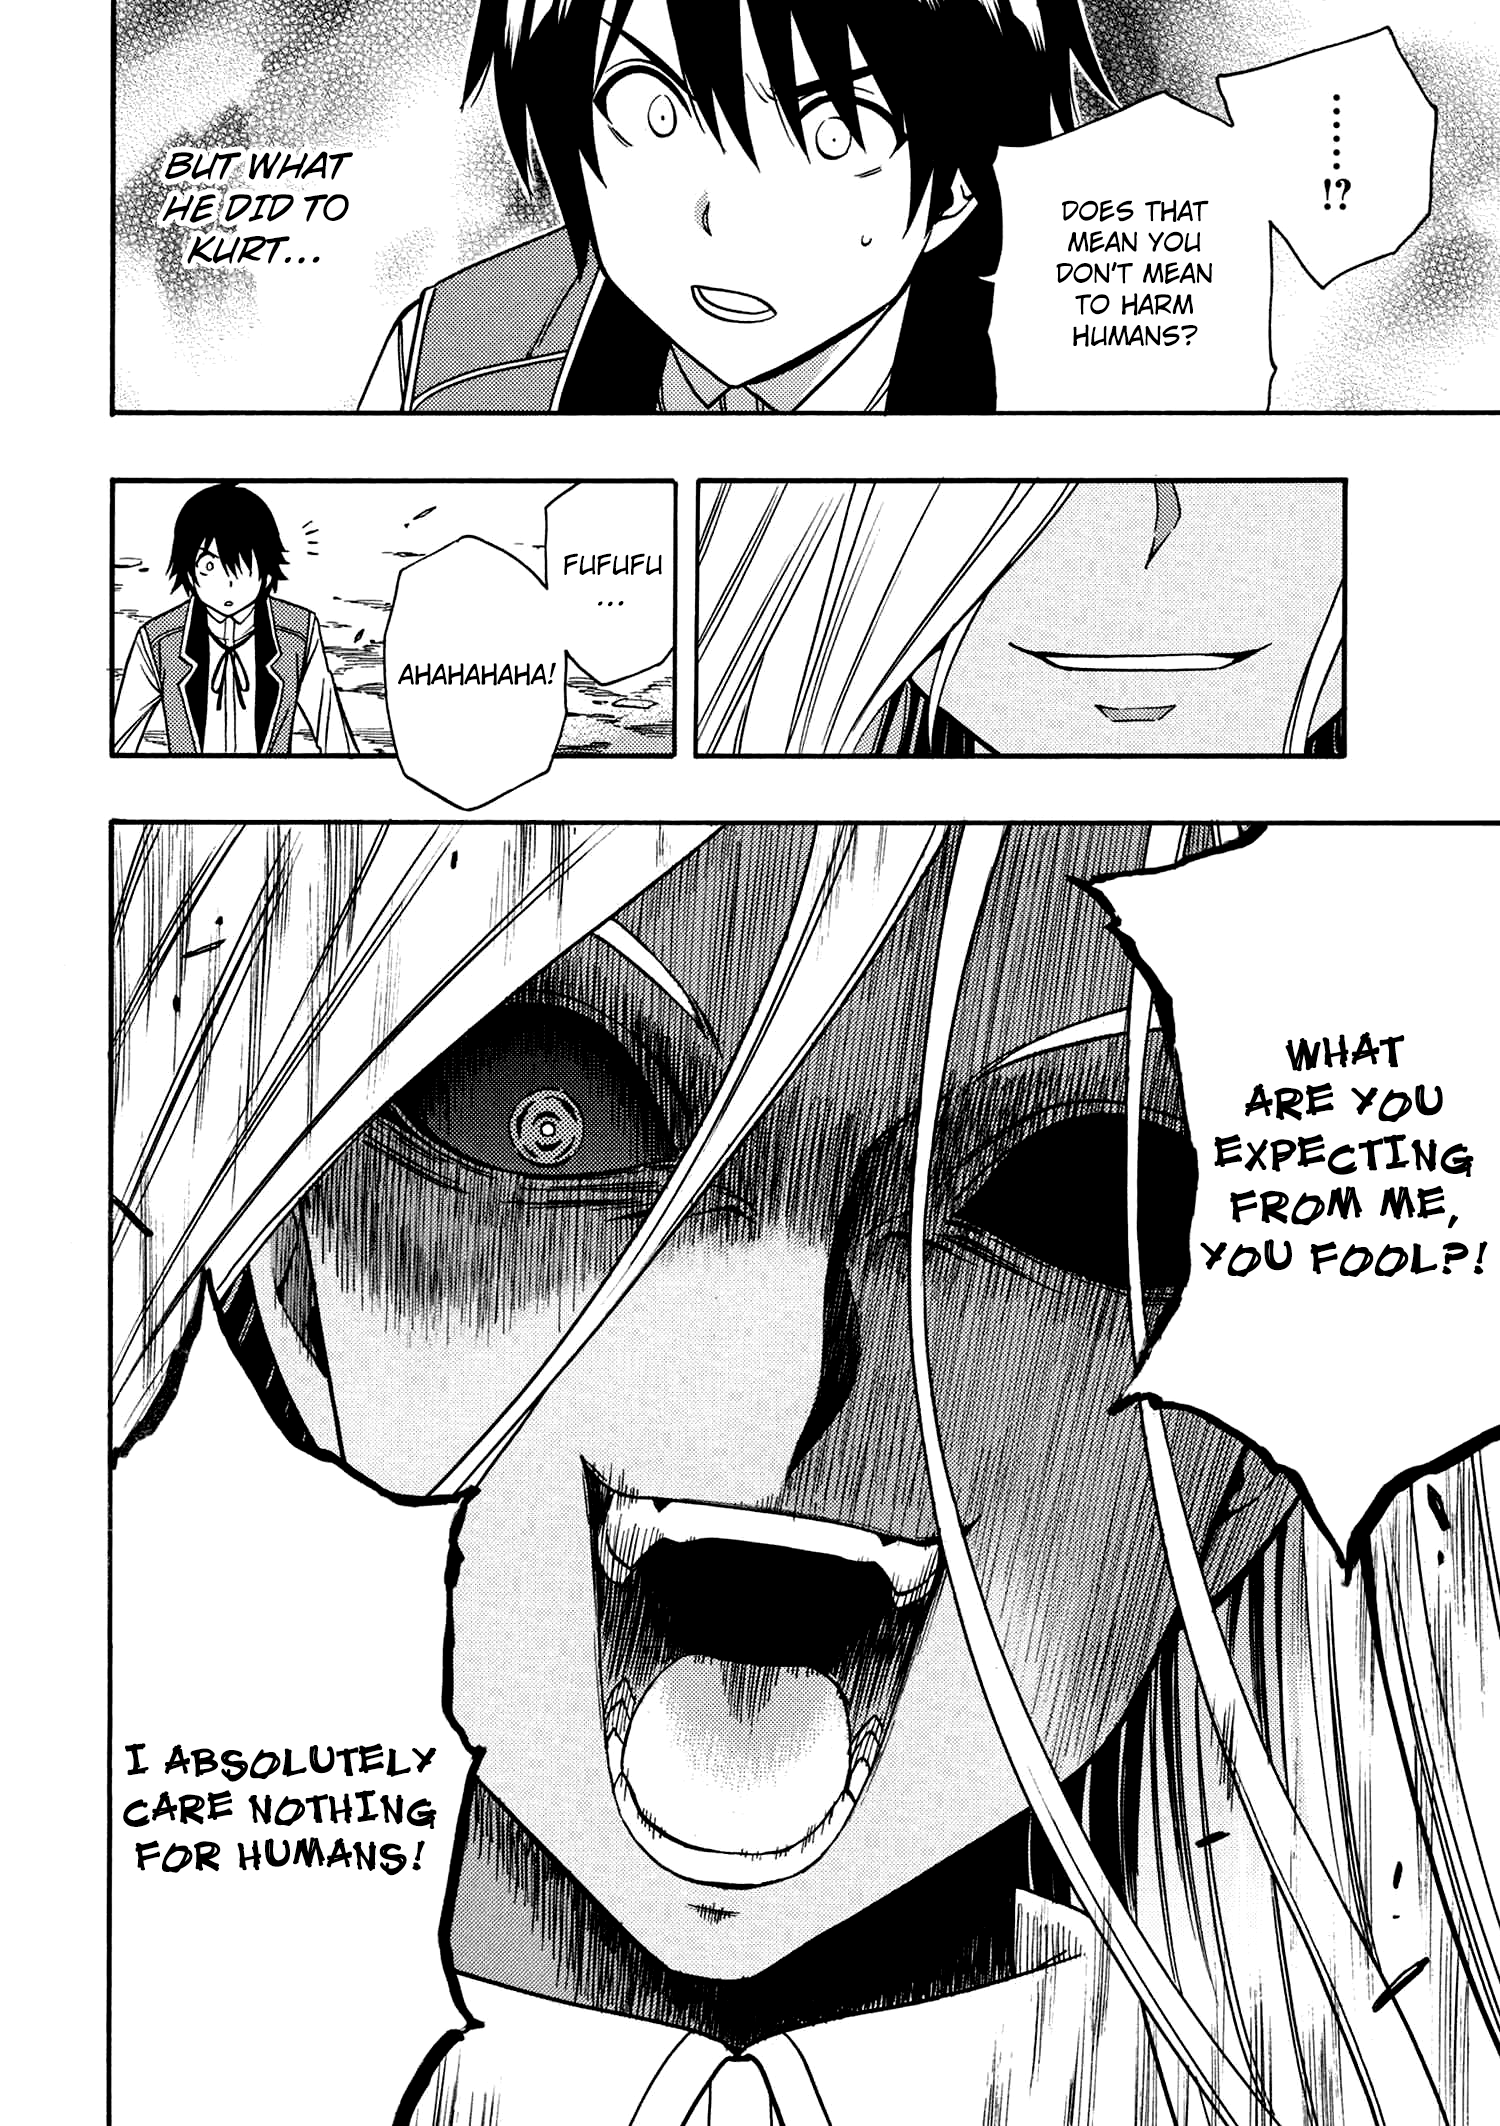 ………!?
DOES THAT
MEAN YOU
DON'T MEAN
TO HARM
HUMANS?
BUT WHAT
HE DID TO
KURT...
FUFUFU
...
AHAHAHAHA!
WHAT
ARE YOU
EXPECTING
FROM ME,
YOU FOOL?!
I ABSOLUTELY
CARE NOTHING
FOR HUMANS!